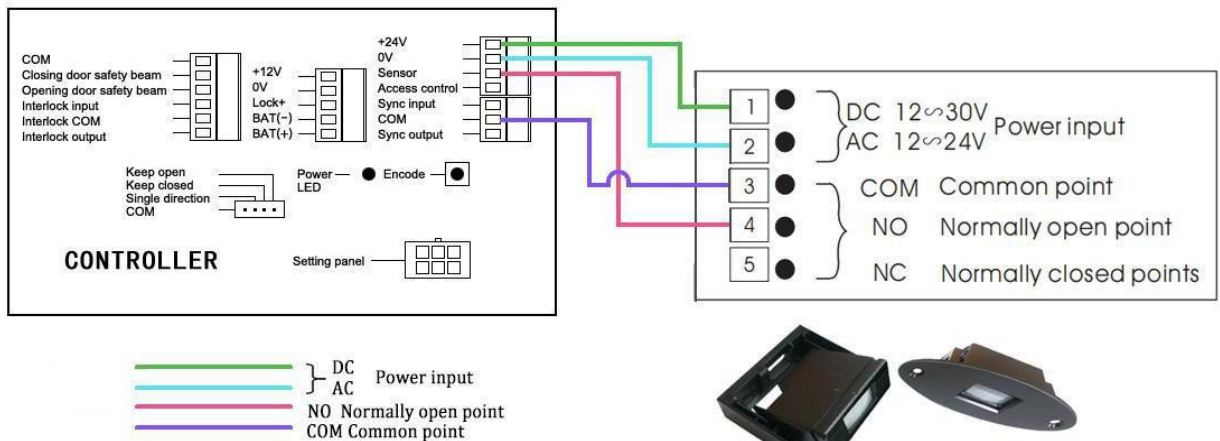 COM
Closing door safety beam
Opening door safety beam
Interlock input
Interlock COM
Interlock output
+12V
0V
Lock+
BAT(-)
BAT(+)
+24V
0V
Sensor
Access control
Sync input
COM
Sync output
Keep open
Keep closed
Single direction
COM
Power
LED
Encode
CONTROLLER
Setting panel
1
2
3
4
5
DC 12∽30V
AC 12∽24V
Power input
COM Common point
NO Normally open point
NC Normally closed points
DC
AC
Power input
NO Normally open point
COM Common point